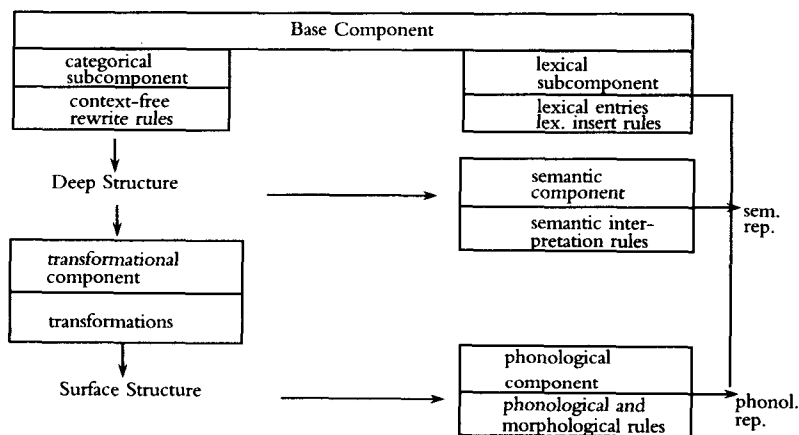 Base Component
categorical
subcomponent
context-free
rewrite rules
lexical
subcomponent
lexical entries
lex. insert rules
Deep Structure
semantic
component
semantic inter-
pretation rules
sem.
rep.
transformational
component
transformations
Surface Structure
phonological
component
phonological and
morphological rules
phonol.
rep.